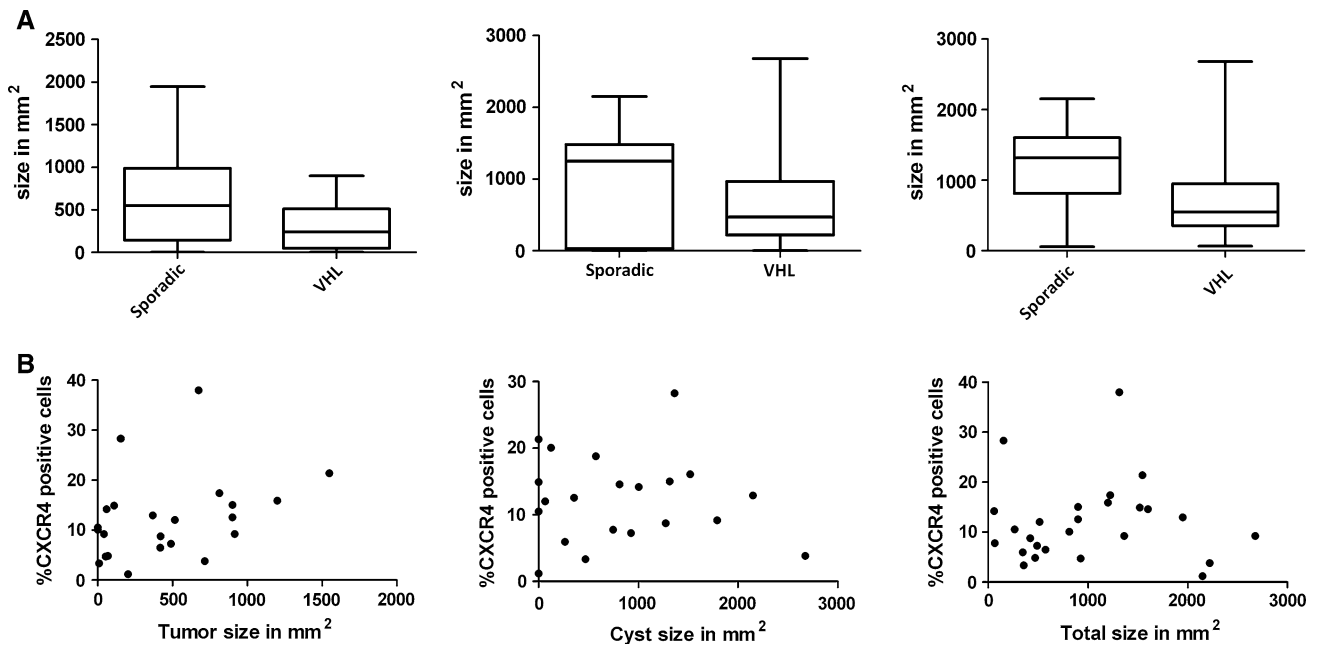 A
size in mm2
2500
2000
1500
1000
500
0
Sporadic
VHL
size in mm2
3000
2000
1000
0
Sporadic
VHL
size in mm2
3000
2000
1000
0
Sporadic
VHL
B
%CXCR4 positive cells
40
30
20
10
0
0 500 1000 1500 2000
Tumor size in mm2
%CXCR4 positive cells
30
20
10
0
0 1000 2000 3000
Cyst size in mm2
%CXCR4 positive cells
40
30
20
10
0
0 1000 2000 3000
Total size in mm2